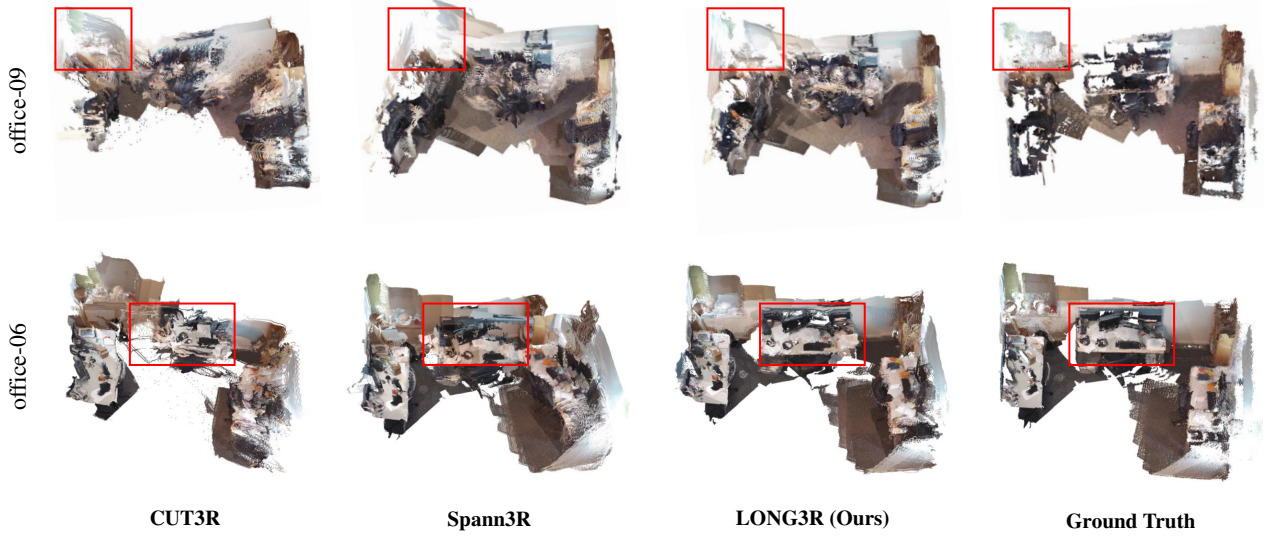 office-09
office-06
CUT3R
Spann3R
LONG3R (Ours)
Ground Truth